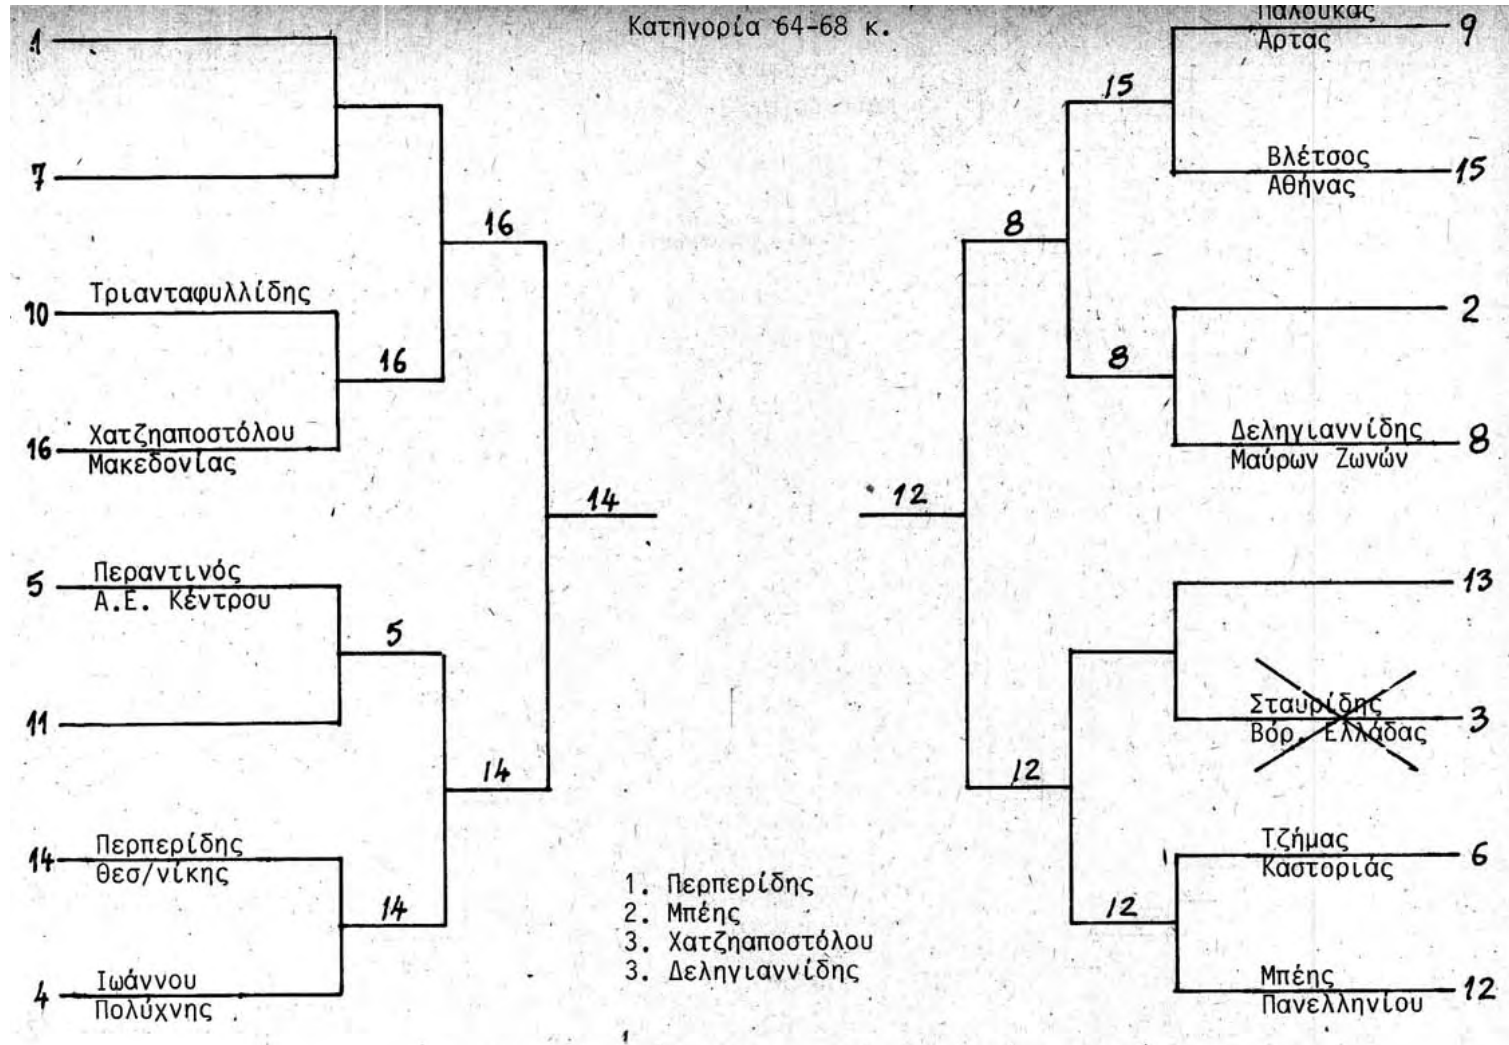 Κατηγορία 64-68 κ.
1
7
16
Τριανταφυλλίδης
10
16
Χατζηαποστόλου
16
Μακεδονίας
14
Περαντινός
5
Α.Ε. Κέντρου
5
11
14
Περπερίδης
14
Θεσ/νίκης
14
Ιωάννου
4
Πολύχνης
Παλούκας
9
Άρτας
15
Βλέτσος
15
Αθήνας
8
2
8
Δεληγιαννίδης
8
Μαύρων Ζωνών
12
13
Σταυρίδης
3
Βόρ. Ελλάδας
12
Τζήμας
6
Καστοριάς
12
Μπέης
12
Πανελληνίου
1. Περπερίδης
2. Μπέης
3. Χατζηαποστόλου
3. Δεληγιαννίδης